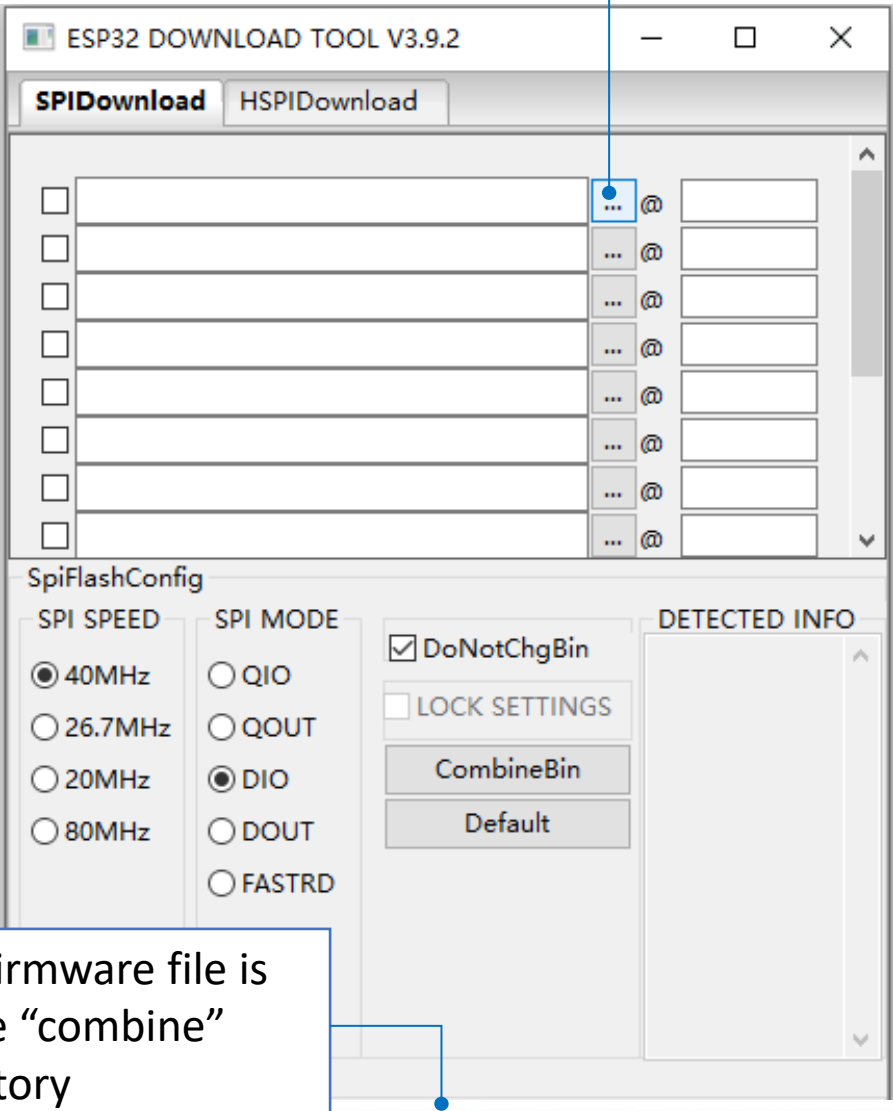 ESP32 DOWNLOAD TOOL V3.9.2
SPIDownload HSPIDownload
... @
... @
... @
... @
... @
... @
... @
... @
SpiFlashConfig
SPI SPEED SPI MODE DETECTED INFO
DoNotChgBin
40MHz QIO
LOCK SETTINGS
26.7MHz QOUT
CombineBin
20MHz DIO
Default
80MHz DOUT
FASTRD
irmware file is
e “combine”
tory